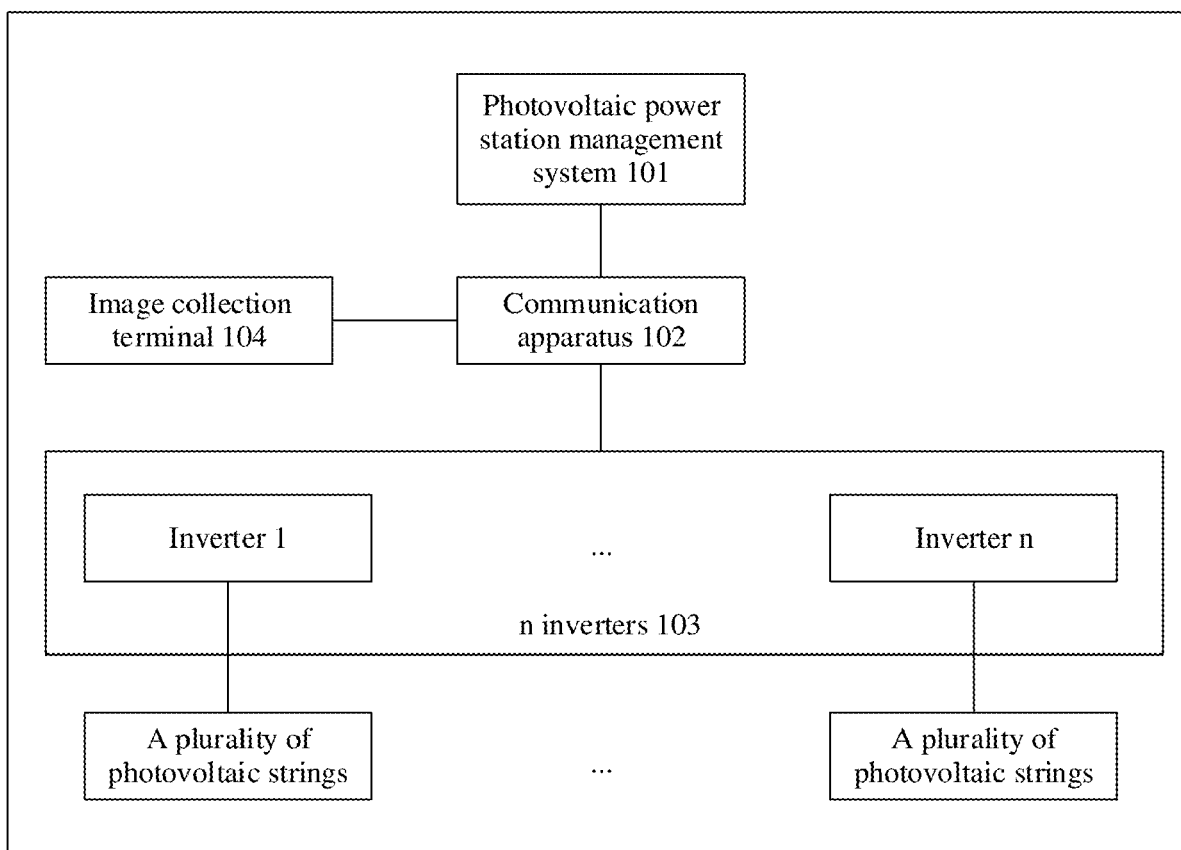 Photovoltaic power
station management
system 101
Image collection
terminal 104
Communication
apparatus 102
Inverter 1
...
Inverter n
n inverters 103
A plurality of
photovoltaic strings
...
A plurality of
photovoltaic strings